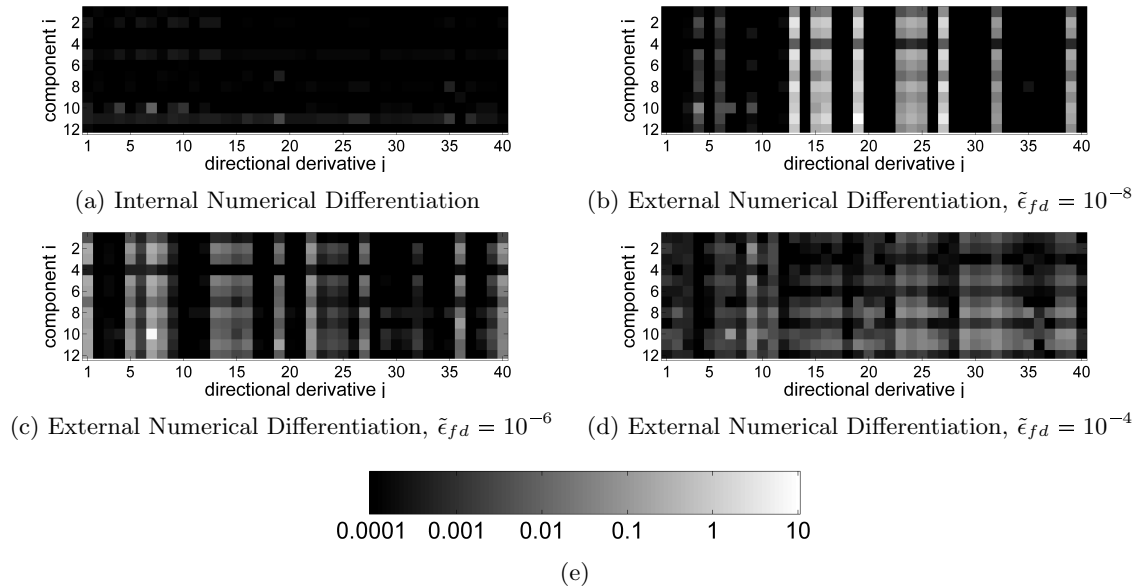 component i
2
4
6
8
10
12
1 5 10 15 20 25 30 35 40
directional derivative j
(a) Internal Numerical Differentiation
component i
2
4
6
8
10
12
1 5 10 15 20 25 30 35 40
directional derivative j
(b) External Numerical Differentiation, ϵ̃_fd = 10⁻⁸
component i
2
4
6
8
10
12
1 5 10 15 20 25 30 35 40
directional derivative j
(c) External Numerical Differentiation, ϵ̃_fd = 10⁻⁶
component i
2
4
6
8
10
12
1 5 10 15 20 25 30 35 40
directional derivative j
(d) External Numerical Differentiation, ϵ̃_fd = 10⁻⁴
0.0001 0.001 0.01 0.1 1 10
(e)